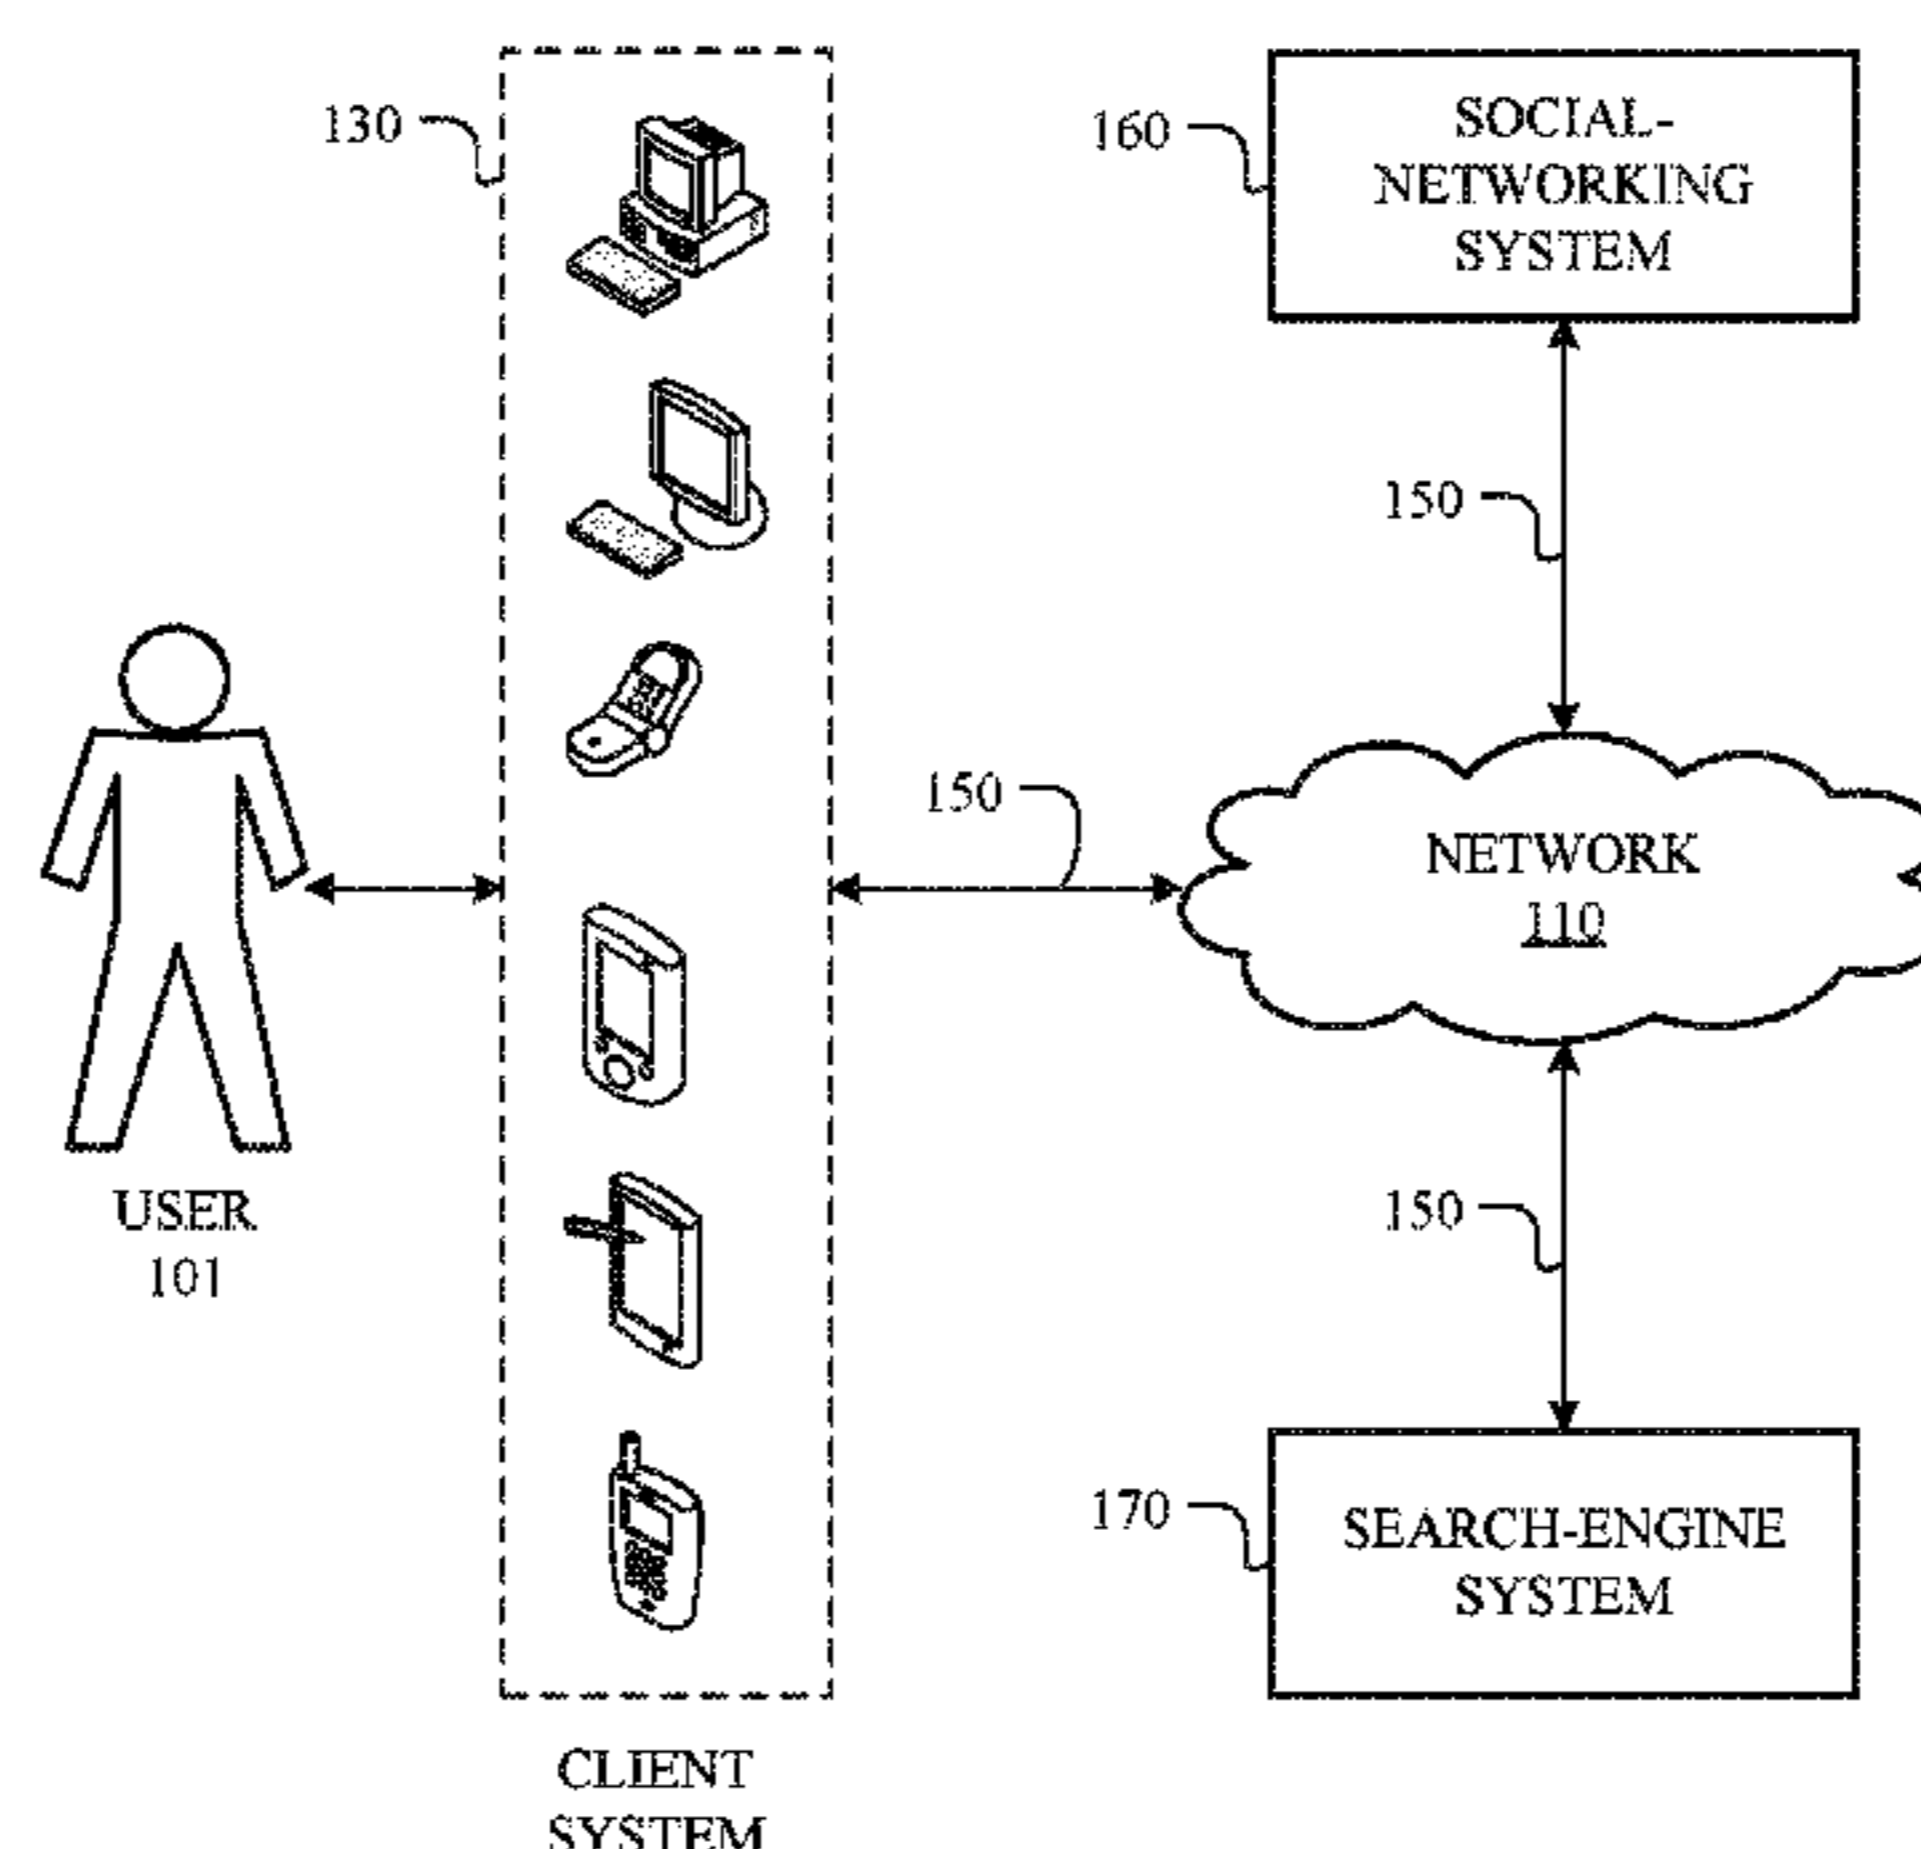 130
160
SOCIAL-
NETWORKING
SYSTEM
150
150
NETWORK
110
USER
101
150
170
SEARCH-ENGINE
SYSTEM
CLIENT
SYSTEM